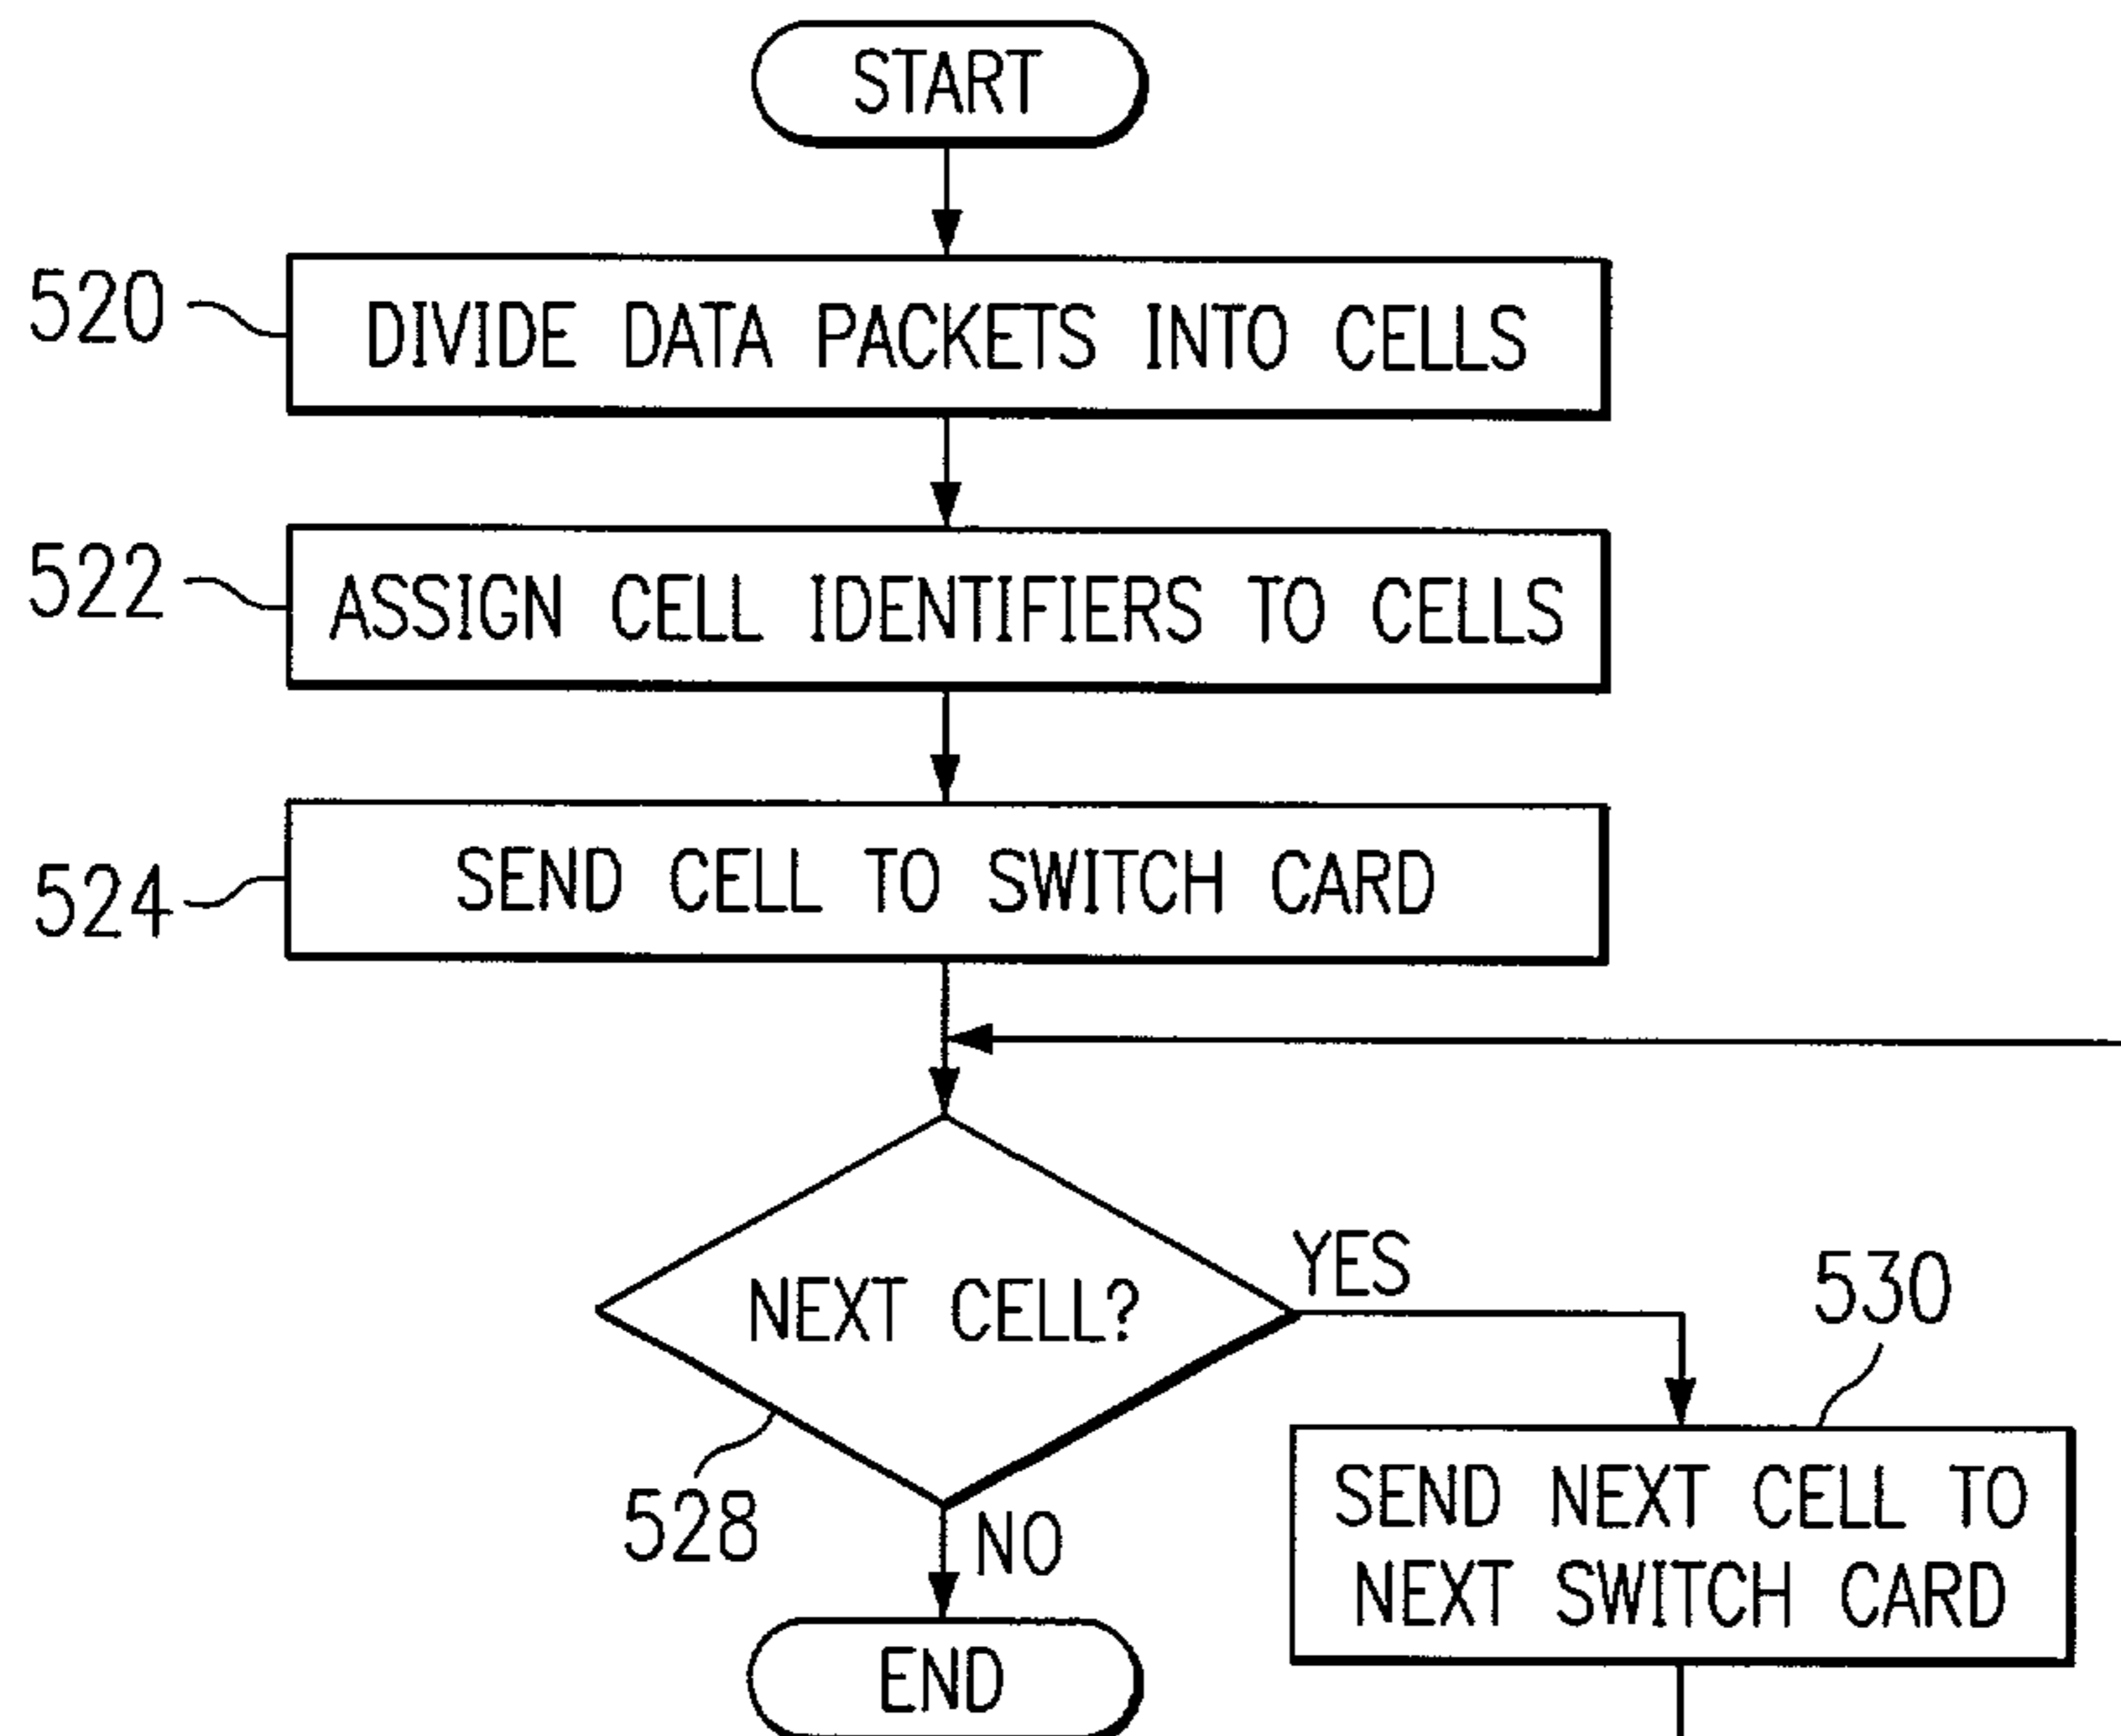 START
520
DIVIDE DATA PACKETS INTO CELLS
522
ASSIGN CELL IDENTIFIERS TO CELLS
524
SEND CELL TO SWITCH CARD
NEXT CELL?
YES
530
528
NO
SEND NEXT CELL TO
NEXT SWITCH CARD
END